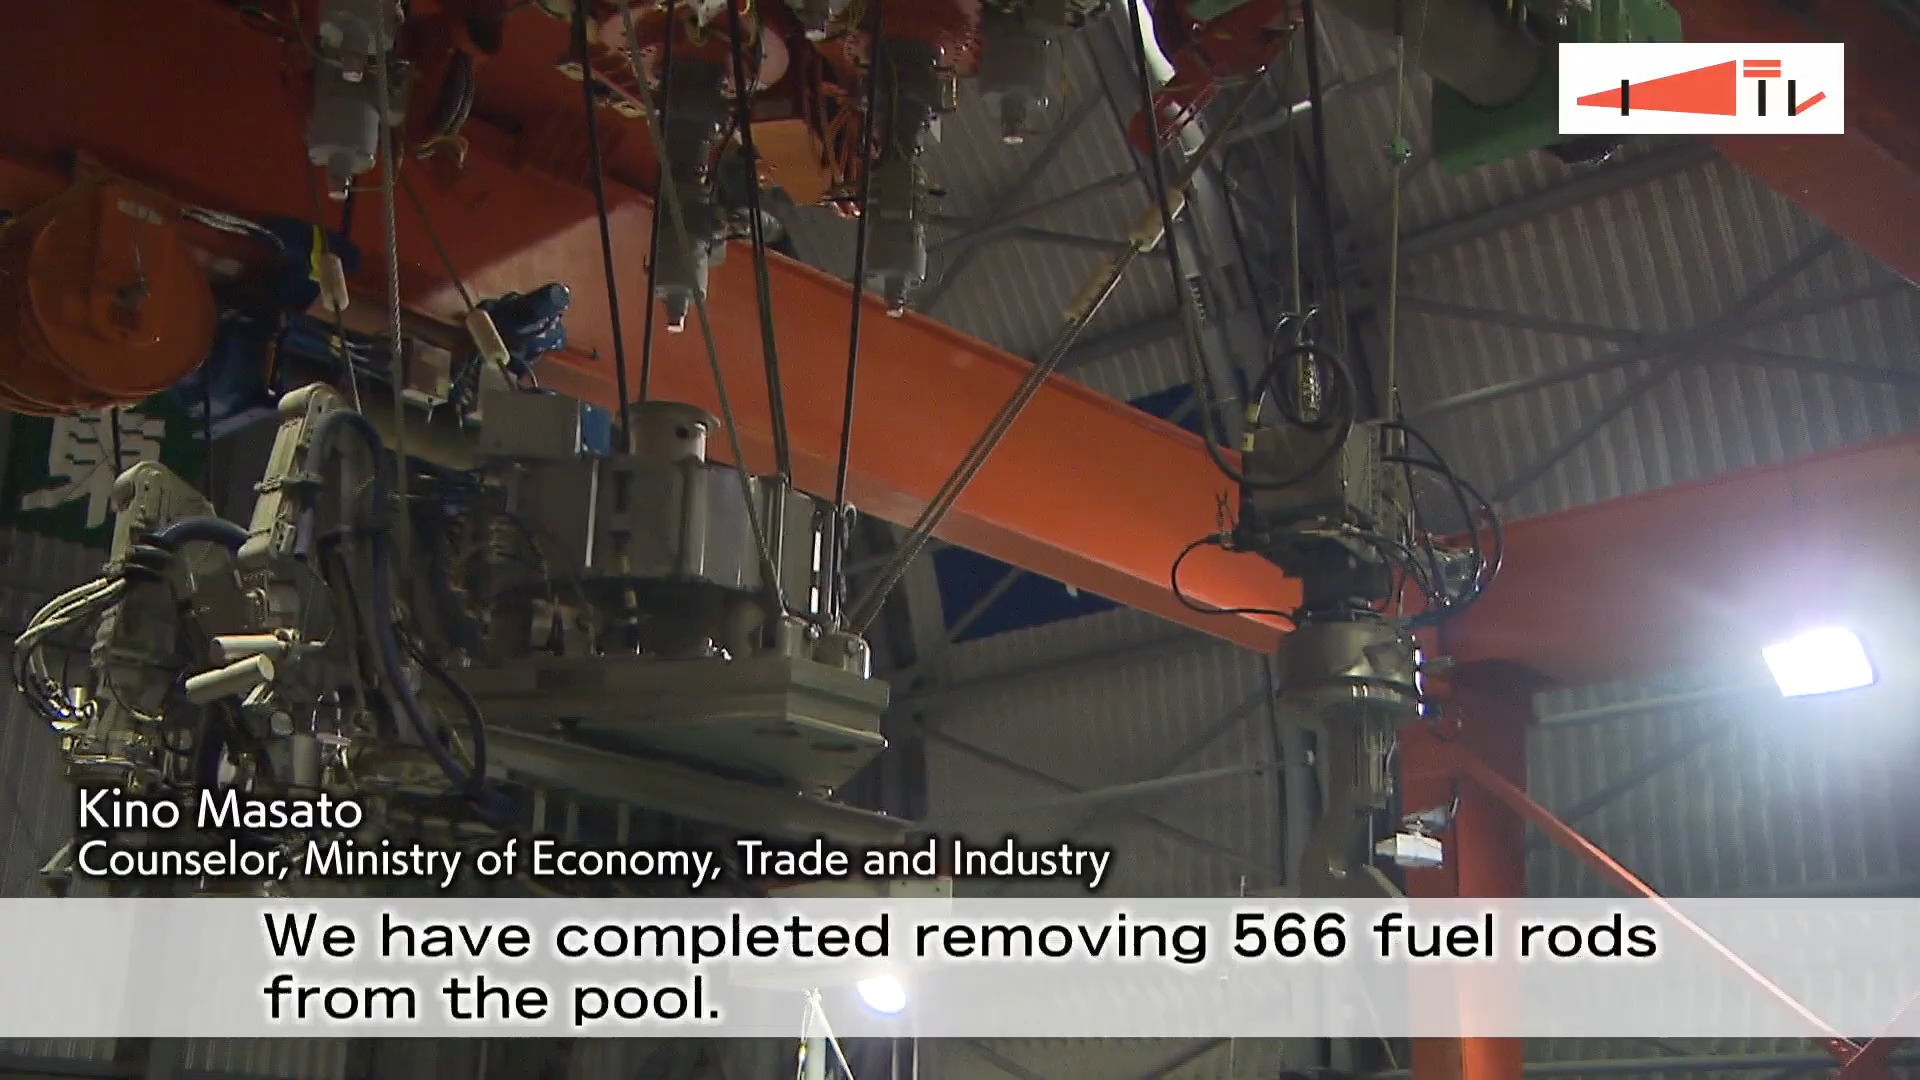 Kino Masato
Counselor, Ministry of Economy, Trade and Industry
We have completed removing 566 fuel rods
from the pool.